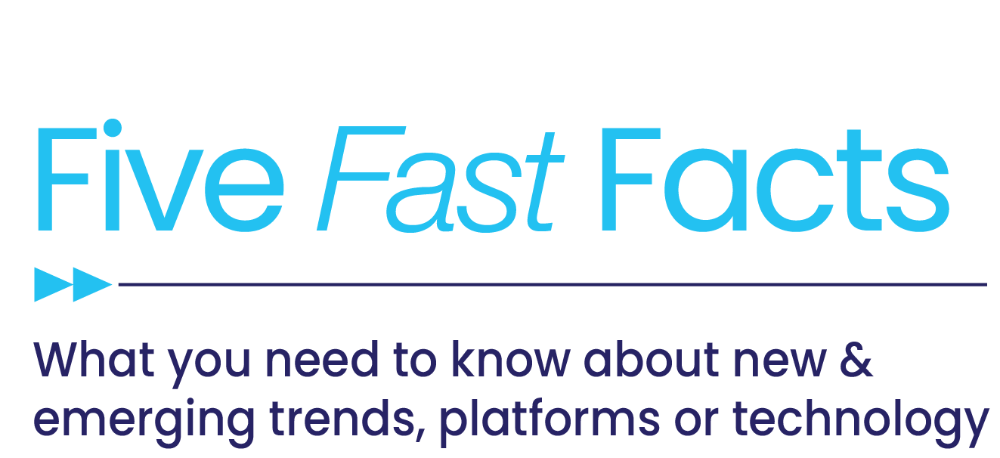 Five Fast Facts
What you need to know about new &
emerging trends, platforms or technology